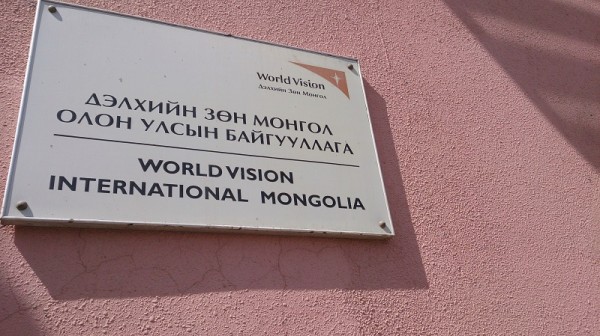 World Vision
Дэлхийн Зөн Монгол
ДЭЛХИЙН ЗӨН МОНГОЛ
ОЛОН УЛСЫН БАЙГУУЛЛАГА
WORLD VISION
INTERNATIONAL MONGOLIA